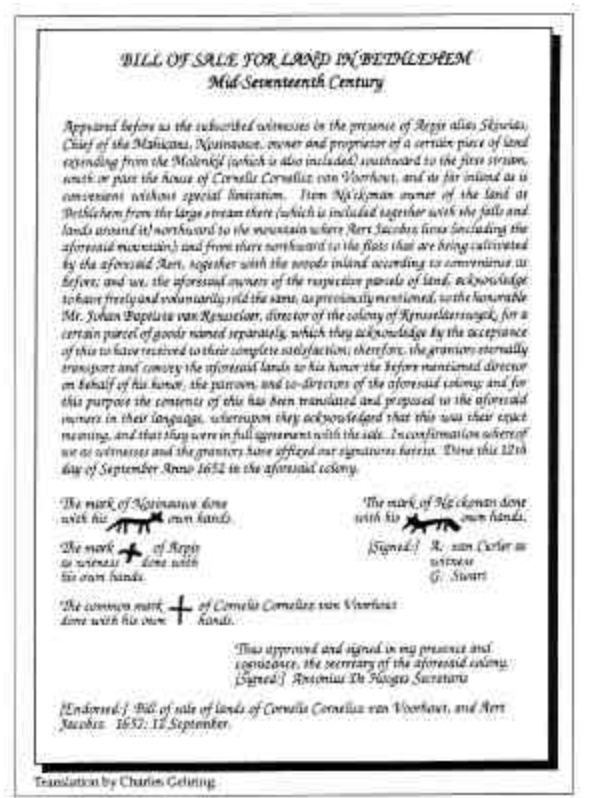 BILL OF SALE FOR LAND IN BETHLEHEM
Mid-Seventeenth Century
Appeared before us the subscribed witnesses in the presence of Aepje alias Skiwias,
Chief of the Mahicans, Nosinaouwe, owner and proprietor of a certain piece of land
extending from the Molenkil (which is also included) southward to the first stream,
south or past the house of Cornelis Cornelisz van Voorhout, and as far inland as is
convenient without special limitation. Item Na'ckonan owner of the land at
Bethlehem from the large stream there (which is included together with the falls and
lands around it) northward to the mountain where Aert Jacobsz lives (including the
aforesaid mountain); and from there northward to the flats that are being cultivated
by the aforesaid Aert, together with the woods inland according to convenience as
before; and we, the aforesaid owners of the respective parcels of land, acknowledge
to have freely and voluntarily sold the same, as previously mentioned, to the honorable
Mr. Johan Baptista van Rensselaer, director of the colony of Rensselaerswyck, for a
certain parcel of goods named separately, which they acknowledge by the acceptance
of this to have received to their complete satisfaction; therefore, the grantors eternally
transport and convey the aforesaid lands to his honor the before mentioned director
on behalf of his honor, the patroon, and co-directors of the aforesaid colony; and for
this purpose the contents of this has been translated and proposed to the aforesaid
owners in their language, whereupon they acknowledged that this was their exact
meaning, and that they were in full agreement with the sale. In confirmation whereof
we as witnesses and the grantors have affixed our signatures hereto. Done this 12th
day of September Anno 1652 in the aforesaid colony.
The mark of Nosinaouwe done
with his own hands.
The mark of Na'ckonan done
with his own hands.
The mark of Aepje
as witness done with
his own hands.
[Signed:] A: van Curler as
witness
G: Swart
The common mark of Cornelis Cornelisz van Voorhout
done with his own hands.
Thus approved and signed in my presence and
cognizance, the secretary of the aforesaid colony,
[Signed:] Antonius De Hooges Secretaris
[Endorsed:] Bill of sale of lands of Cornelis Cornelisz van Voorhout, and Aert
Jacobsz. 1652; 12 September.
Translation by Charles Gehring.